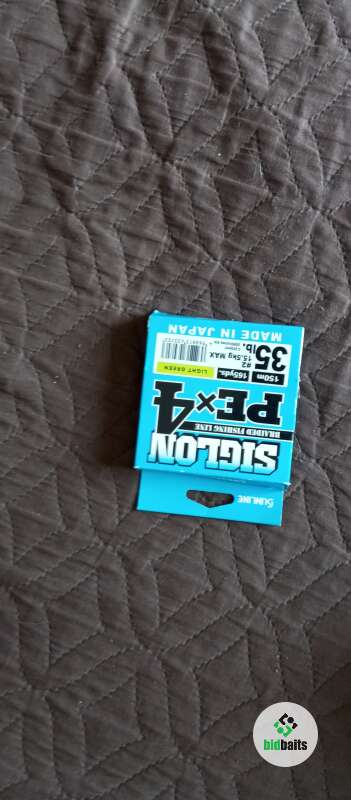 SUNLINE
SIGLON
BRAIDED FISHING LINE
PE×4
150m 165yds.
LIGHT GREEN
#2
35lb.
15.5kg MAX
MADE IN JAPAN
bidbaits